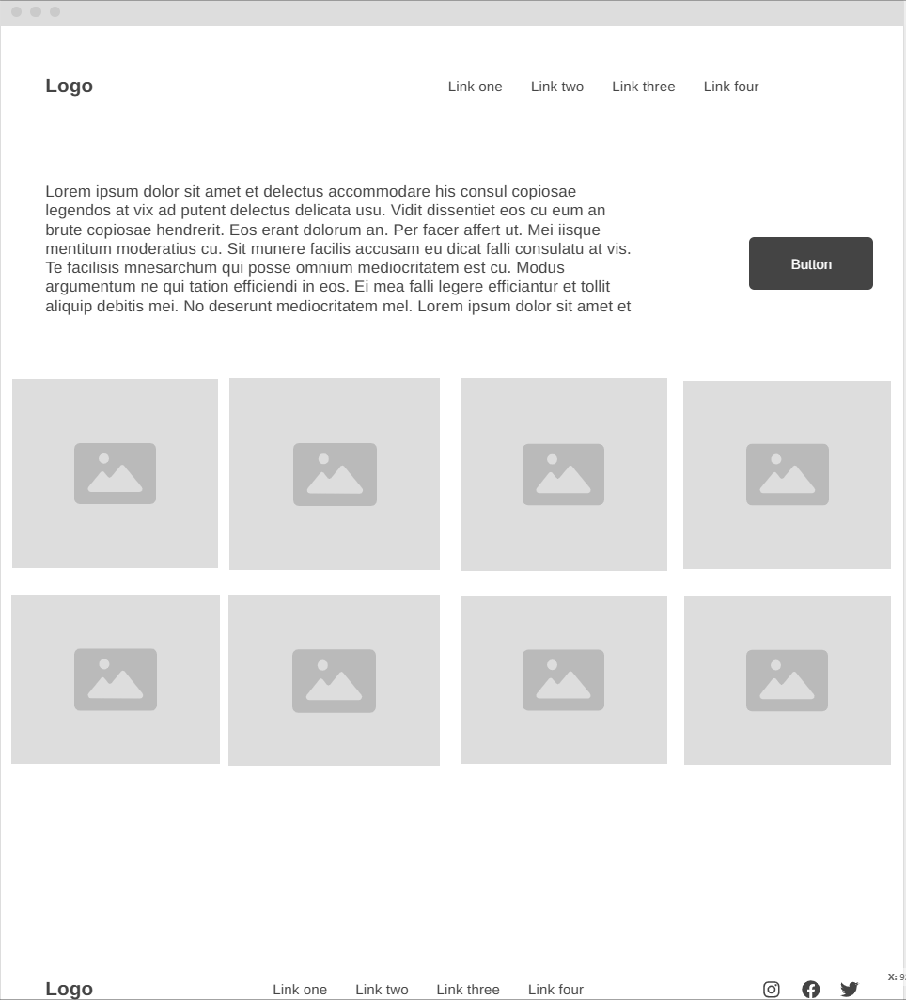 Logo
Link one Link two Link three Link four
Lorem ipsum dolor sit amet et delectus accommodare his consul copiosae
legendos at vix ad putent delectus delicata usu. Vidit dissentiet eos cu eum an
brute copiosae hendrerit. Eos erant dolorum an. Per facer affert ut. Mei iisque
mentitum moderatius cu. Sit munere facilis accusam eu dicat falli consulatu at vis.
Te facilisis mnesarchum qui posse omnium mediocritatem est cu. Modus
argumentum ne qui tation efficiendi in eos. Ei mea falli legere efficiantur et tollit
aliquip debitis mei. No deserunt mediocritatem mel. Lorem ipsum dolor sit amet et
Button
X:
Logo
Link one Link two Link three Link four